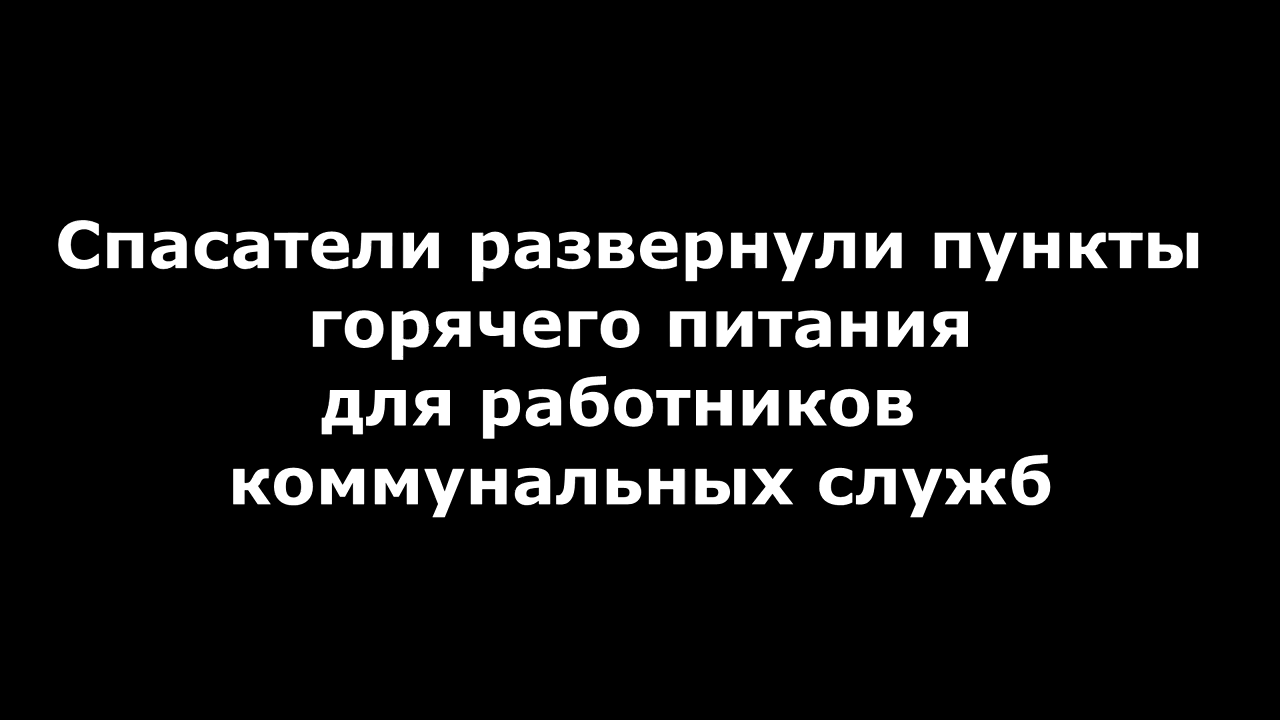 Спасатели развернули пункты
горячего питания
для работников
коммунальных служб